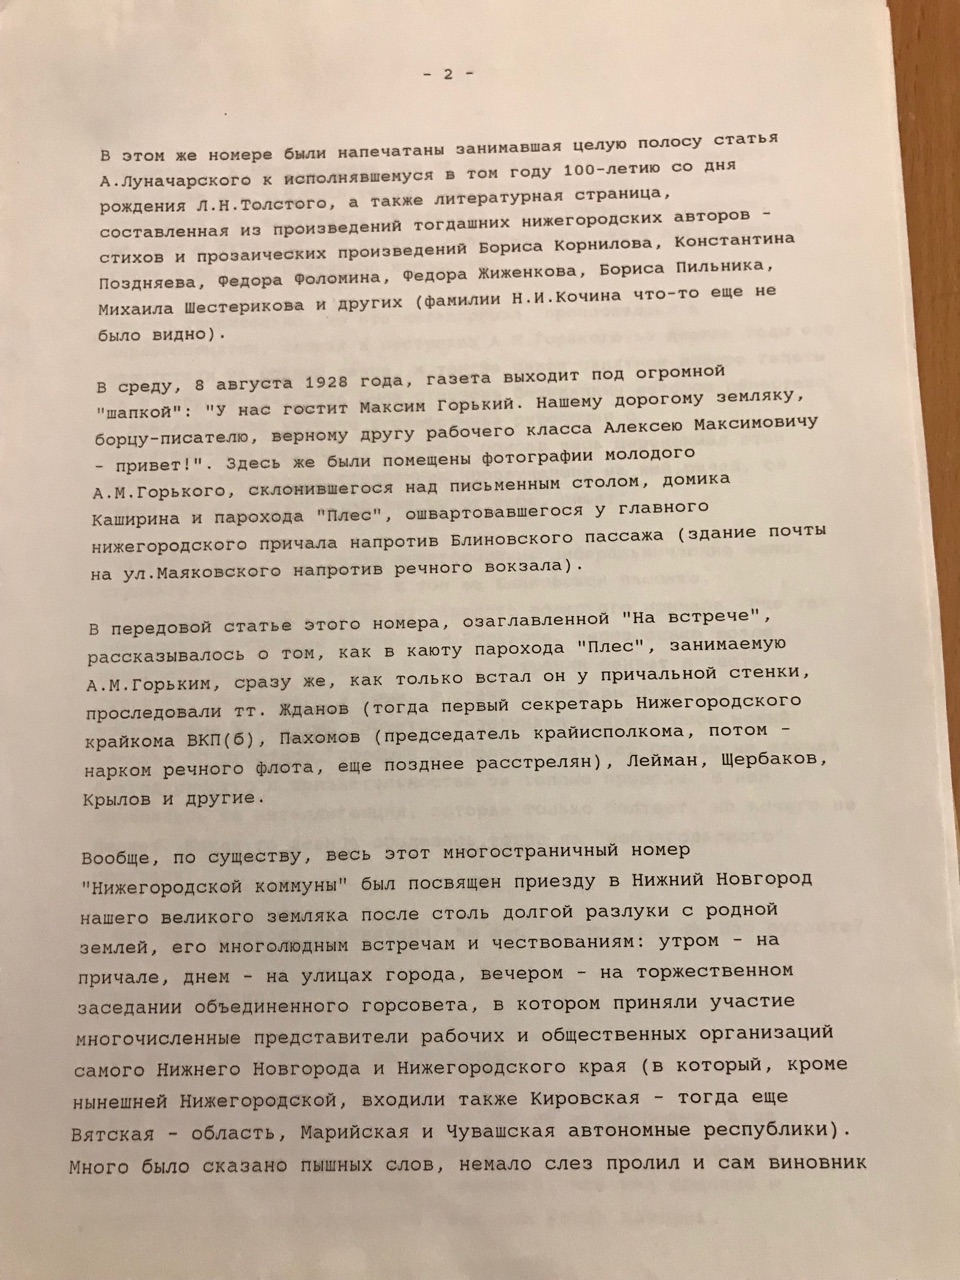 - 2 -
В этом же номере были напечатаны занимавшая целую полосу статья
А.Луначарского к исполнявшемуся в том году 100-летию со дня
рождения Л.Н.Толстого, а также литературная страница,
составленная из произведений тогдашних нижегородских авторов -
стихов и прозаических произведений Бориса Корнилова, Константина
Поздняева, Федора Фоломина, Федора Жиженкова, Бориса Пильника,
Михаила Шестерикова и других (фамилии Н.И.Кочина что-то еще не
было видно).
В среду, 8 августа 1928 года, газета выходит под огромной
"шапкой": "У нас гостит Максим Горький. Нашему дорогому земляку,
борцу-писателю, верному другу рабочего класса Алексею Максимовичу
- привет!". Здесь же были помещены фотографии молодого
А.М.Горького, склонившегося над письменным столом, домика
Каширина и парохода "Плес", ошвартовавшегося у главного
нижегородского причала напротив Блиновского пассажа (здание почты
на ул.Маяковского напротив речного вокзала).
В передовой статье этого номера, озаглавленной "На встрече",
рассказывалось о том, как в каюту парохода "Плес", занимаемую
А.М.Горьким, сразу же, как только встал он у причальной стенки,
проследовали тт. Жданов (тогда первый секретарь Нижегородского
крайкома ВКП(б), Пахомов (председатель крайисполкома, потом -
нарком речного флота, еще позднее расстрелян), Лейман, Щербаков,
Крылов и другие.
Вообще, по существу, весь этот многостраничный номер
"Нижегородской коммуны" был посвящен приезду в Нижний Новгород
нашего великого земляка после столь долгой разлуки с родной
землей, его многолюдным встречам и чествованиям: утром - на
причале, днем - на улицах города, вечером - на торжественном
заседании объединенного горсовета, в котором приняли участие
многочисленные представители рабочих и общественных организаций
самого Нижнего Новгорода и Нижегородского края (в который, кроме
нынешней Нижегородской, входили также Кировская - тогда еще
Вятская - область, Марийская и Чувашская автономные республики).
Много было сказано пышных слов, немало слез пролил и сам виновник